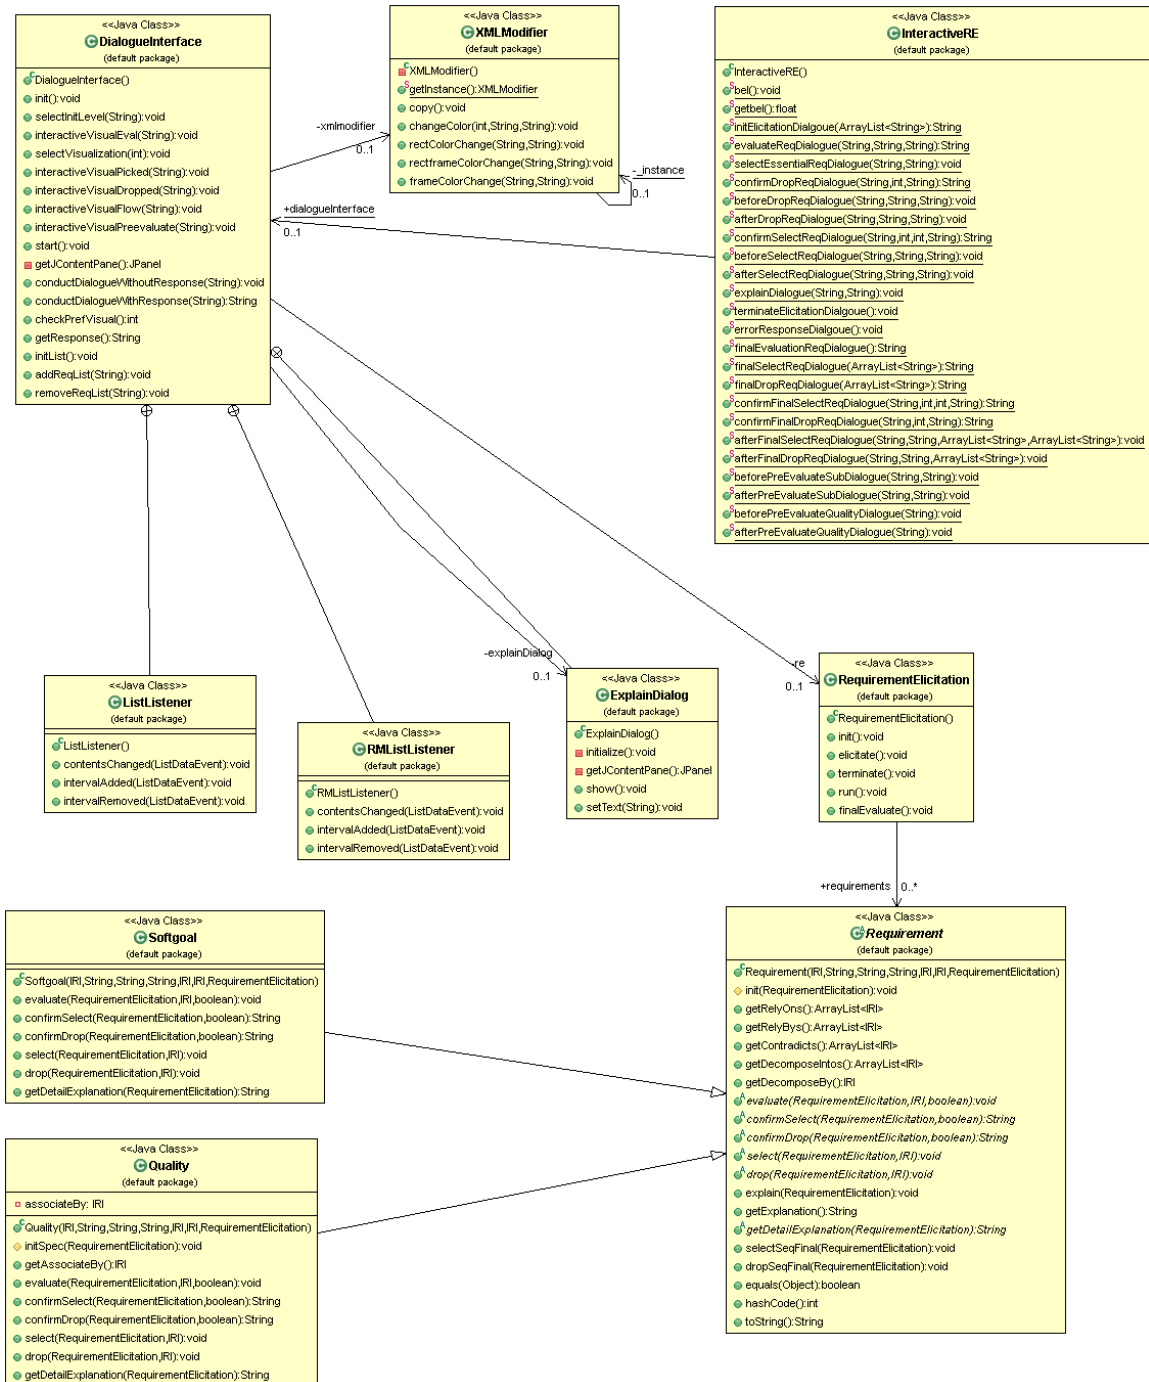 <<Java Class>>
DialogueInterface
(default package)
DialogueInterface()
init():void
selectInitLevel(String):void
interactiveVisualEval(String):void
selectVisualization(int):void
interactiveVisualPicked(String):void
interactiveVisualDropped(String):void
interactiveVisualFlow(String):void
interactiveVisualPreevaluate(String):void
start():void
getJContentPane():JPanel
conductDialogueWithoutResponse(String):void
conductDialogueWithResponse(String):String
checkPrefVisual():int
getResponse():String
initList():void
addReqList(String):void
removeReqList(String):void
<<Java Class>>
XMLModifier
(default package)
XMLModifier()
getInstance():XMLModifier
copy():void
changeColor(int,String,String):void
rectColorChange(String,String):void
rectframeColorChange(String,String):void
frameColorChange(String,String):void
<<Java Class>>
InteractiveRE
(default package)
InteractiveRE()
bel():void
getbel():float
initElicitationDialgoue(ArrayList<String>):String
evaluateReqDialogue(String,String,String):String
selectEssentialReqDialogue(String,String):void
confirmDropReqDialogue(String,int,String):String
beforeDropReqDialogue(String,String,String):void
afterDropReqDialogue(String,String,String):void
confirmSelectReqDialogue(String,int,int,String):String
beforeSelectReqDialogue(String,String,String):void
afterSelectReqDialogue(String,String,String):void
explainDialogue(String,String):void
terminateElicitationDialgoue():void
errorResponseDialgoue():void
finalEvaluationReqDialogue():String
finalSelectReqDialogue(ArrayList<String>):String
finalDropReqDialogue(ArrayList<String>):String
confirmFinalSelectReqDialogue(String,int,int,String):String
confirmFinalDropReqDialogue(String,int,String):String
afterFinalSelectReqDialogue(String,String,ArrayList<String>,ArrayList<String>):void
afterFinalDropReqDialogue(String,String,ArrayList<String>):void
beforePreEvaluateSubDialogue(String,String):void
afterPreEvaluateSubDialogue(String,String):void
beforePreEvaluateQualityDialogue(String):void
afterPreEvaluateQualityDialogue(String):void
-xmlmodifier
0..1
-_instance
0..1
+dialogueInterface
0..1
-explainDialog
0..1
-re
0..1
<<Java Class>>
ListListener
(default package)
ListListener()
contentsChanged(ListDataEvent):void
intervalAdded(ListDataEvent):void
intervalRemoved(ListDataEvent):void
<<Java Class>>
RMListListener
(default package)
RMListListener()
contentsChanged(ListDataEvent):void
intervalAdded(ListDataEvent):void
intervalRemoved(ListDataEvent):void
<<Java Class>>
ExplainDialog
(default package)
ExplainDialog()
initialize():void
getJContentPane():JPanel
show():void
setText(String):void
<<Java Class>>
RequirementElicitation
(default package)
RequirementElicitation()
init():void
elicitate():void
terminate():void
run():void
finalEvaluate():void
+requirements
0..*
<<Java Class>>
Softgoal
(default package)
Softgoal(IRI,String,String,String,IRI,IRI,RequirementElicitation)
evaluate(RequirementElicitation,IRI,boolean):void
confirmSelect(RequirementElicitation,boolean):String
confirmDrop(RequirementElicitation,boolean):String
select(RequirementElicitation,IRI):void
drop(RequirementElicitation,IRI):void
getDetailExplanation(RequirementElicitation):String
<<Java Class>>
Requirement
(default package)
Requirement(IRI,String,String,String,IRI,IRI,RequirementElicitation)
init(RequirementElicitation):void
getRelyOns():ArrayList<IRI>
getRelyBys():ArrayList<IRI>
getContradicts():ArrayList<IRI>
getDecomposeIntos():ArrayList<IRI>
getDecomposeBy():IRI
evaluate(RequirementElicitation,IRI,boolean):void
confirmSelect(RequirementElicitation,boolean):String
confirmDrop(RequirementElicitation,boolean):String
select(RequirementElicitation,IRI):void
drop(RequirementElicitation,IRI):void
explain(RequirementElicitation):void
getExplanation():String
getDetailExplanation(RequirementElicitation):String
selectSeqFinal(RequirementElicitation):void
dropSeqFinal(RequirementElicitation):void
equals(Object):boolean
hashCode():int
toString():String
<<Java Class>>
Quality
(default package)
associateBy: IRI
Quality(IRI,String,String,String,IRI,IRI,RequirementElicitation)
initSpec(RequirementElicitation):void
getAssociateBy():IRI
evaluate(RequirementElicitation,IRI,boolean):void
confirmSelect(RequirementElicitation,boolean):String
confirmDrop(RequirementElicitation,boolean):String
select(RequirementElicitation,IRI):void
drop(RequirementElicitation,IRI):void
getDetailExplanation(RequirementElicitation):String